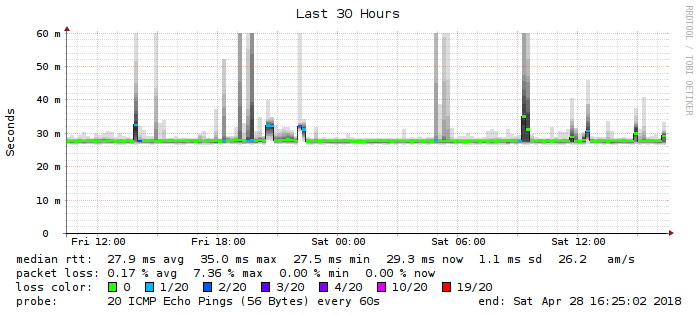 Last 30 Hours
RRDTOOL / TOBI OETIKER
Seconds
60 m
50 m
40 m
30 m
20 m
10 m
0
Fri 12:00 Fri 18:00 Sat 00:00 Sat 06:00 Sat 12:00
median rtt: 27.9 ms avg 35.0 ms max 27.5 ms min 29.3 ms now 1.1 ms sd 26.2 am/s
packet loss: 0.17 % avg 7.36 % max 0.00 % min 0.00 % now
loss color: 0 1/20 2/20 3/20 4/20 10/20 19/20
probe: 20 ICMP Echo Pings (56 Bytes) every 60s end: Sat Apr 28 16:25:02 2018